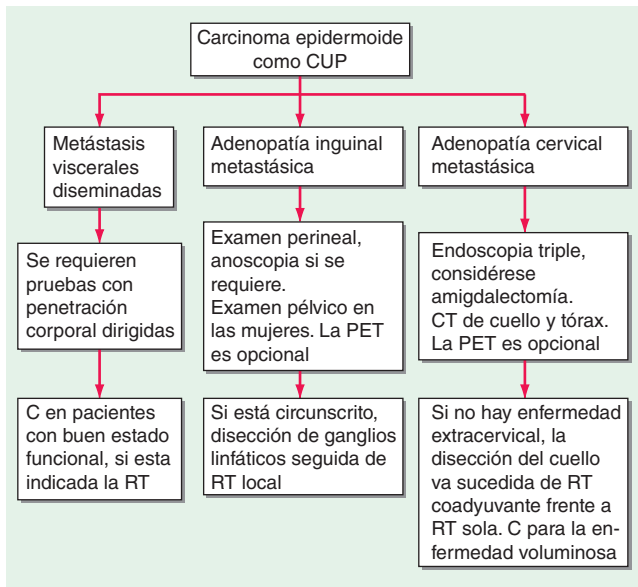 Carcinoma epidermoide
como CUP
Metástasis
viscerales
diseminadas
Adenopatía inguinal
metastásica
Adenopatía cervical
metastásica
Se requieren
pruebas con
penetración
corporal dirigidas
Examen perineal,
anoscopia si se
requiere.
Examen pélvico en
las mujeres. La PET
es opcional
Endoscopia triple,
considérese
amigdalectomía.
CT de cuello y tórax.
La PET es opcional
C en pacientes
con buen estado
funcional, si esta
indicada la RT
Si está circunscrito,
disección de ganglios
linfáticos seguida de
RT local
Si no hay enfermedad
extracervical, la
disección del cuello
va sucedida de RT
coadyuvante frente a
RT sola. C para la en-
fermedad voluminosa